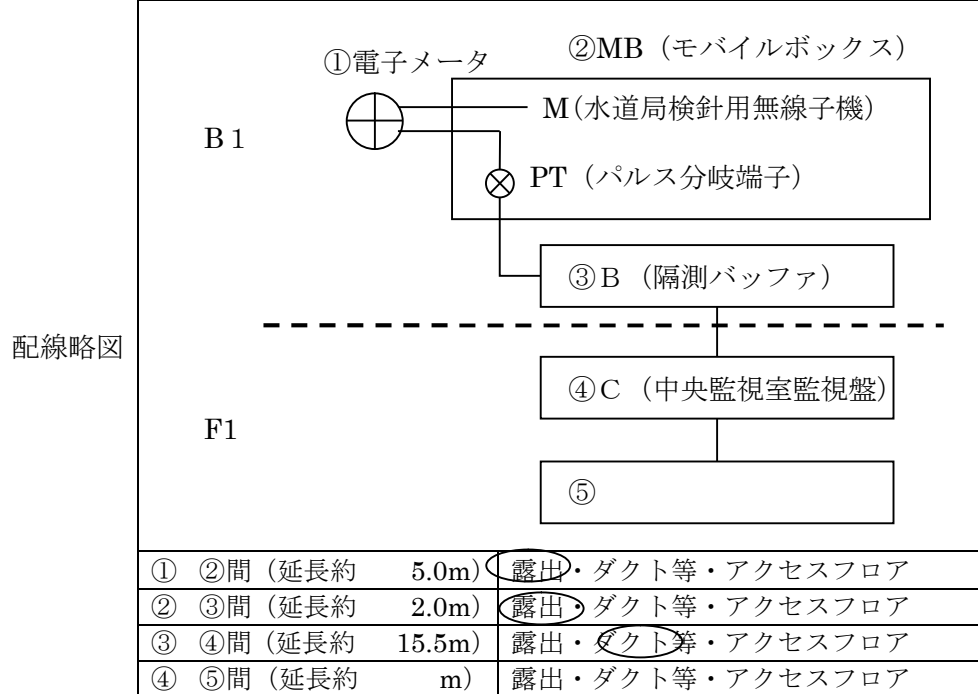 ②MB（モバイルボックス）
①電子メータ
M(水道局検針用無線子機)
B１
PT（パルス分岐端子）
③Ｂ（隔測バッファ）
配線略図
④Ｃ（中央監視室監視盤)
F1
⑤
① ②間（延長約 5.0m） 露出・ダクト等・アクセスフロア
② ③間（延長約 2.0m） 露出・ダクト等・アクセスフロア
③ ④間（延長約 15.5m） 露出・ダクト等・アクセスフロア
④ ⑤間（延長約 m） 露出・ダクト等・アクセスフロア